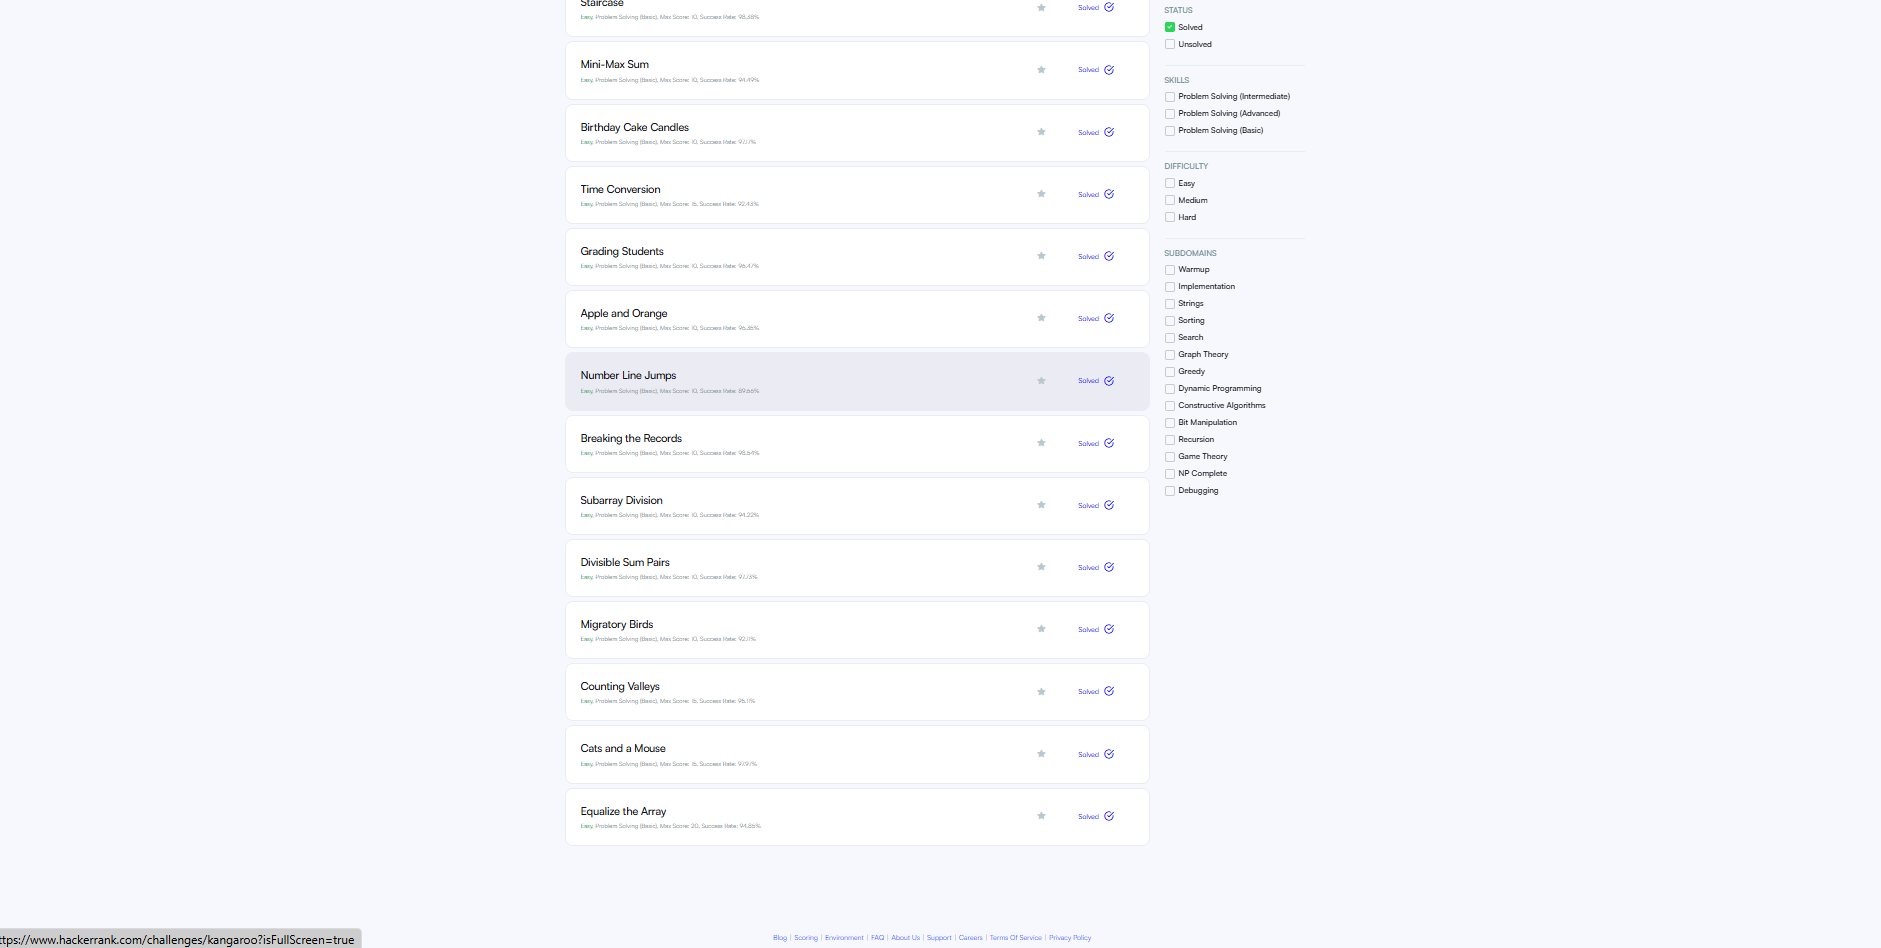 Staircase
Easy, Problem Solving (Basic), Max Score: 10, Success Rate: 98.38%
Solved
Mini-Max Sum
Easy, Problem Solving (Basic), Max Score: 10, Success Rate: 94.49%
Solved
Birthday Cake Candles
Easy, Problem Solving (Basic), Max Score: 10, Success Rate: 97.17%
Solved
Time Conversion
Easy, Problem Solving (Basic), Max Score: 15, Success Rate: 92.43%
Solved
Grading Students
Easy, Problem Solving (Basic), Max Score: 10, Success Rate: 96.47%
Solved
Apple and Orange
Easy, Problem Solving (Basic), Max Score: 10, Success Rate:
Solved
Number Line Jumps
Easy, Problem Solving (Basic), Max Score: 10, Success Rate: 89.66%
Solved
Breaking the Records
Easy, Problem Solving (Basic), Max Score: 10, Success Rate: 98.54%
Solved
Subarray Division
Easy, Problem Solving (Basic), Max Score: 10, Success Rate: 94.22%
Solved
Divisible Sum Pairs
Easy, Problem Solving (Basic), Max Score: 10, Success Rate:
Solved
Migratory Birds
Easy, Problem Solving (Basic), Max Score: 10, Success Rate: 92.11%
Solved
Counting Valleys
Easy, Problem Solving (Basic), Max Score: 15, Success Rate: 95.11%
Solved
Cats and a Mouse
Easy, Problem Solving (Basic), Max Score: 15, Success Rate: 97.97%
Solved
Equalize the Array
Easy, Problem Solving (Basic), Max Score: 20, Success Rate:
Solved
STATUS
Solved
Unsolved
SKILLS
Problem Solving (Intermediate)
Problem Solving (Advanced)
Problem Solving (Basic)
DIFFICULTY
Easy
Medium
Hard
SUBDOMAINS
Warmup
Implementation
Strings
Sorting
Search
Graph Theory
Greedy
Dynamic Programming
Constructive Algorithms
Bit Manipulation
Recursion
Game Theory
NP Complete
Debugging
Blog | Scoring | Environment | FAQ | About Us | Support | Careers | Terms Of Service | Privacy Policy
ttps://www.hackerrank.com/challenges/kangaroo?isFullScreen=true